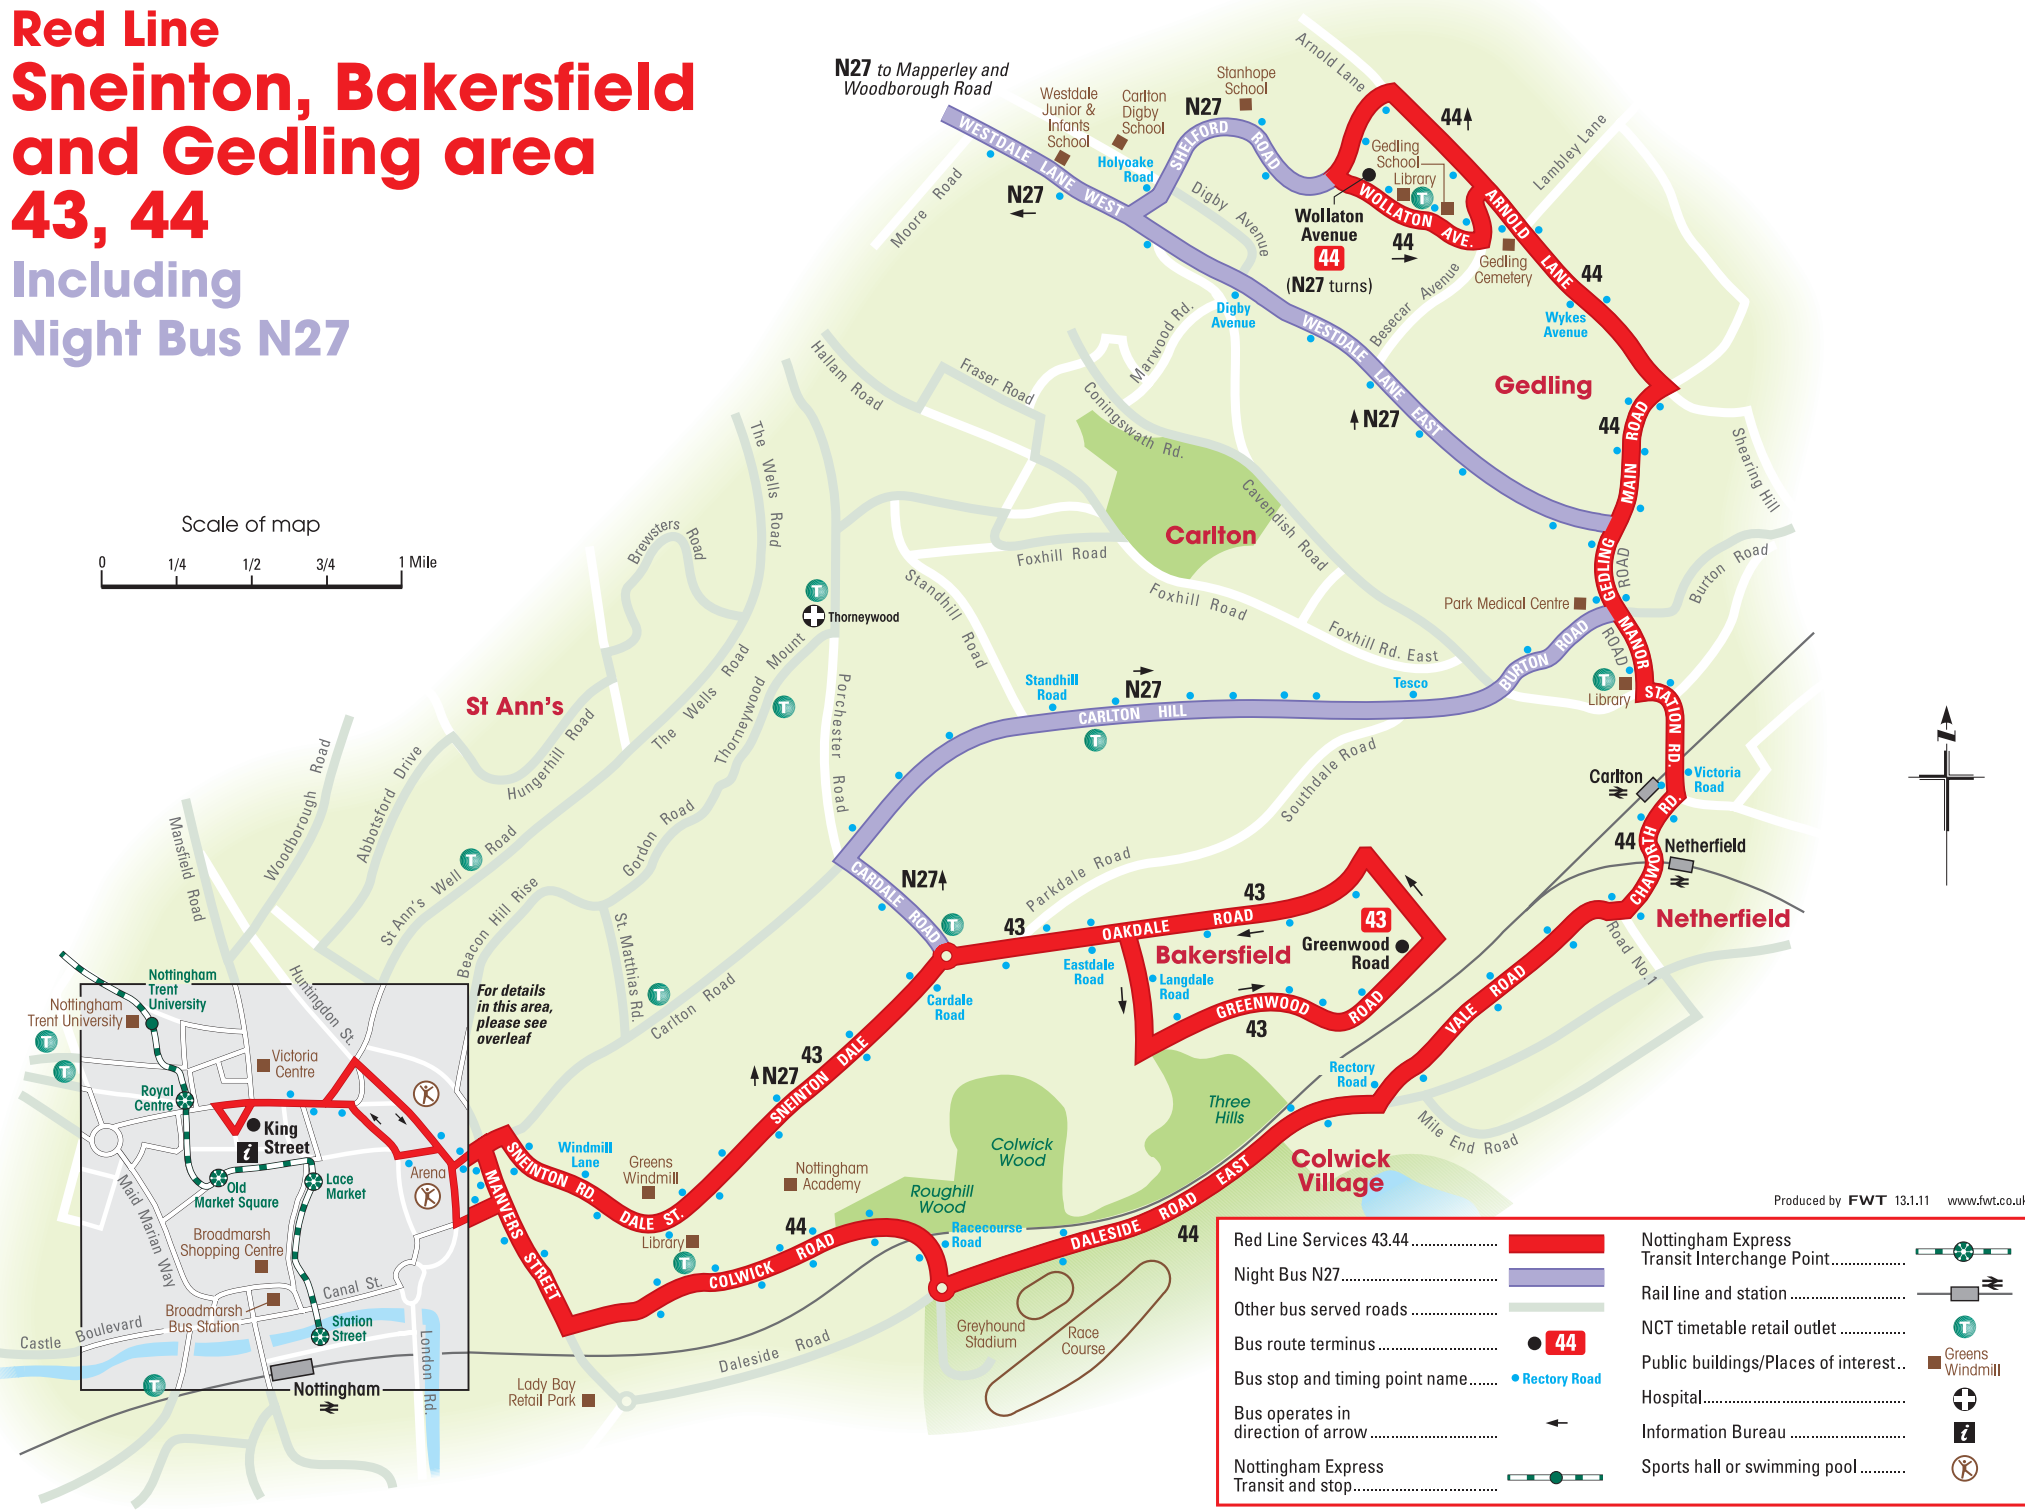 Red Line
Sneinton, Bakersfield
and Gedling area
43, 44
Including
Night Bus N27
Scale of map
0 1/4 1/2 3/4 1 Mile
N27 to Mapperley and
Woodborough Road
Westdale
Junior &
Infants
School
Carlton
Digby
School
Stanhope
School
N27
Arnold Lane
44
Lambley Lane
WESTDALE LANE WEST
Holyoake
Road
SHELFORD ROAD
Gedling
School
Library
T
N27
Moore Road
Digby Avenue
Wollaton
Avenue
44
(N27 turns)
WOLLATON AVE.
44
ARNOLD LANE
Gedling
Cemetery
44
Besecar Avenue
Digby
Avenue
Wykes
Avenue
Marwood Rd.
WESTDALE LANE EAST
Hallam Road
Fraser Road
Coningswath Rd.
N27
Gedling
44
GEDLING MAIN ROAD
Shearing Hill
The Wells Road
Brewsters Road
Cavendish Road
Carlton
Foxhill Road
Standhill Road
Foxhill Road
Foxhill Rd. East
Burton Road
ROAD
Park Medical Centre
T
Thorneywood
Thorneywood Mount
T
Porchester Road
St Ann's
The Wells Road
Hungerhill Road
Abbotsford Drive
Woodborough Road
Mansfield Road
Standhill
Road
N27
CARLTON HILL
T
Tesco
BURTON ROAD
MANOR
ROAD
T
Library
STATION RD.
Carlton
Victoria
Road
Southdale Road
44
CHAWORTH RD.
Netherfield
Netherfield
Road No.1
St Ann's Well Road
T
Gordon Road
Beacon Hill Rise
St. Matthias Rd.
T
Carlton Road
CARDALE ROAD
N27
T
Parkdale Road
43
OAKDALE ROAD
43
43
Greenwood
Road
Bakersfield
Eastdale
Road
Langdale
Road
GREENWOOD ROAD
43
Cardale
Road
VALE ROAD
Rectory
Road
Mile End Road
43
N27
SNEINTON DALE
Huntingdon St.
For details
in this area,
please see
overleaf
Nottingham
Trent
University
Nottingham
Trent University
T
T
Victoria
Centre
Royal
Centre
King
Street
i
Arena
Old
Market Square
Lace
Market
Maid Marian Way
Broadmarsh
Shopping Centre
Broadmarsh
Bus Station
Canal St.
Station
Street
Castle Boulevard
T
Nottingham
London Rd.
SNEINTON RD.
Windmill
Lane
Greens
Windmill
MANVERS STREET
DALE ST.
Library
T
Nottingham
Academy
44
COLWICK ROAD
Colwick
Wood
Three
Hills
Roughill
Wood
Racecourse
Road
Colwick
Village
DALESIDE ROAD EAST
44
Greyhound
Stadium
Race
Course
Daleside Road
Lady Bay
Retail Park
Produced by FWT 13.1.11 www.fwt.co.uk
Red Line Services 43.44
Night Bus N27
Other bus served roads
Bus route terminus 44
Bus stop and timing point name Rectory Road
Bus operates in
direction of arrow
Nottingham Express
Transit and stop
Nottingham Express
Transit Interchange Point
Rail line and station
NCT timetable retail outlet T
Public buildings/Places of interest Greens
Windmill
Hospital
Information Bureau i
Sports hall or swimming pool